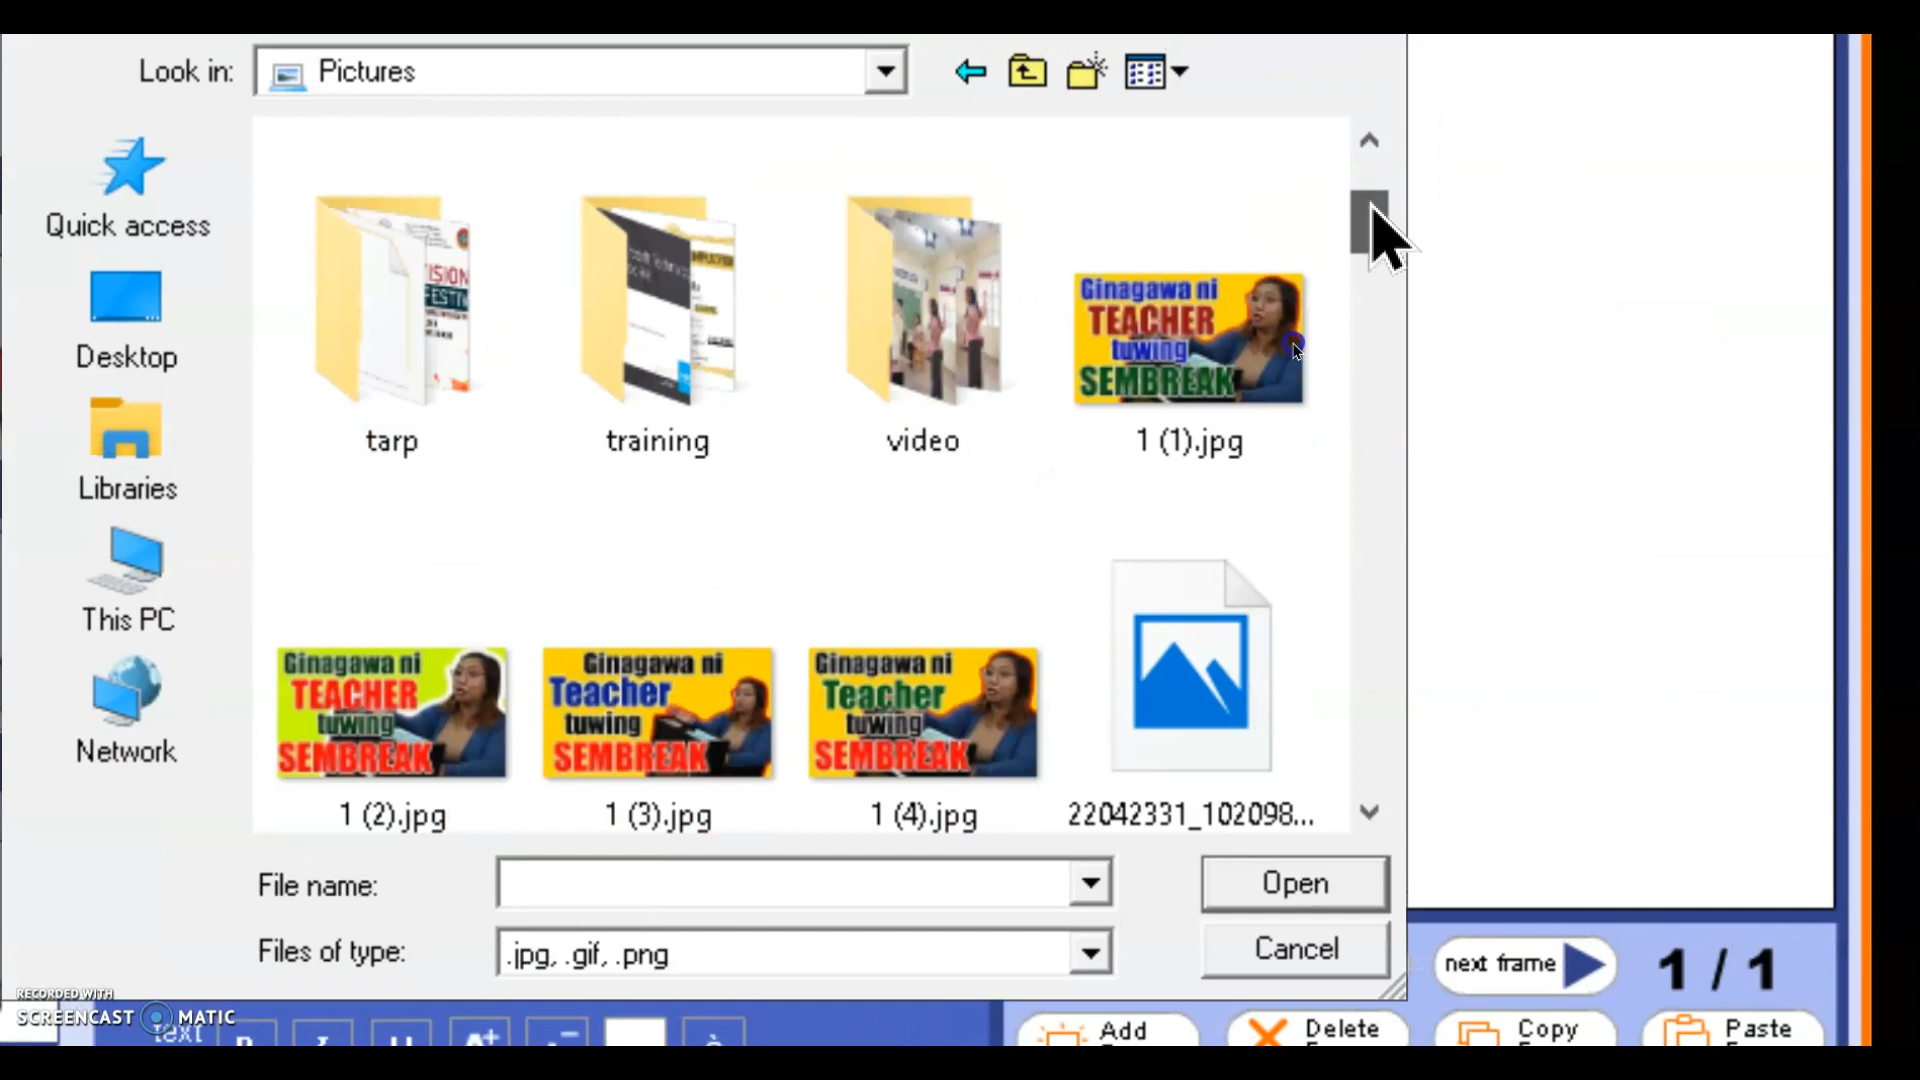 Look in:
Pictures
Quick access
Desktop
Libraries
This PC
Network
VISION
FESTIV
Ginagawa ni
TEACHER
tuwing
SEMBREAK
tarp
training
video
1 (1).jpg
Ginagawa ni
TEACHER
tuwing
SEMBREAK
Ginagawa ni
Teacher
tuwing
SEMBREAK
Ginagawa ni
Teacher
tuwing
SEMBREAK
1 (2).jpg
1 (3).jpg
1 (4).jpg
22042331_102098...
File name:
Open
Files of type:
.jpg, .gif, .png
Cancel
next frame
1 / 1
RECORDED WITH
SCREENCAST MATIC
text
Add
Delete
Copy
Paste